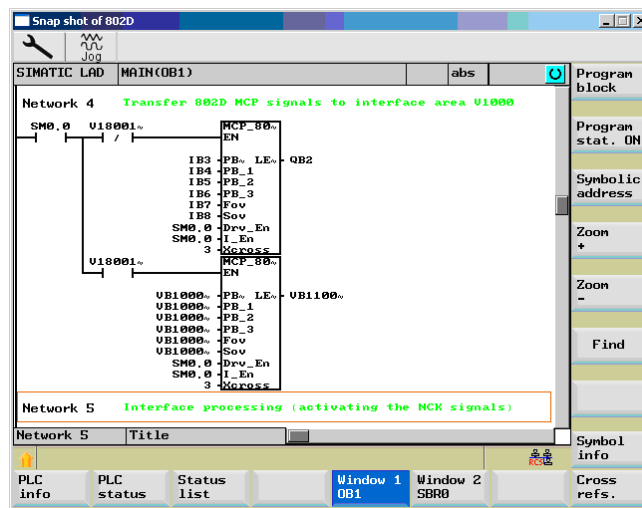 Snap shot of 802D
Jog
SIMATIC LAD MAIN(OB1) abs
Program block
Network 4 Transfer 802D MCP signals to interface area V1000
SM0.0 V18001~ MCP_80~
/ EN
Program stat. ON
IB3 PB~ LE~ QB2
IB4 PB_1
IB5 PB_2
IB6 PB_3
IB7 Fov
IB8 Sov
SM0.0 Drv_En
SM0.0 I_En
3 Xcross
Symbolic address
Zoom +
V18001~ MCP_80~
EN
Zoom -
VB1000~ PB~ LE~ VB1100~
VB1000~ PB_1
VB1000~ PB_2
VB1000~ PB_3
VB1000~ Fov
VB1000~ Sov
SM0.0 Drv_En
SM0.0 I_En
3 Xcross
Find
Network 5 Interface processing (activating the NCK signals)
Network 5 Title
Symbol info
RCS
PLC info
PLC status
Status list
Window 1 OB1
Window 2 SBR0
Cross refs.